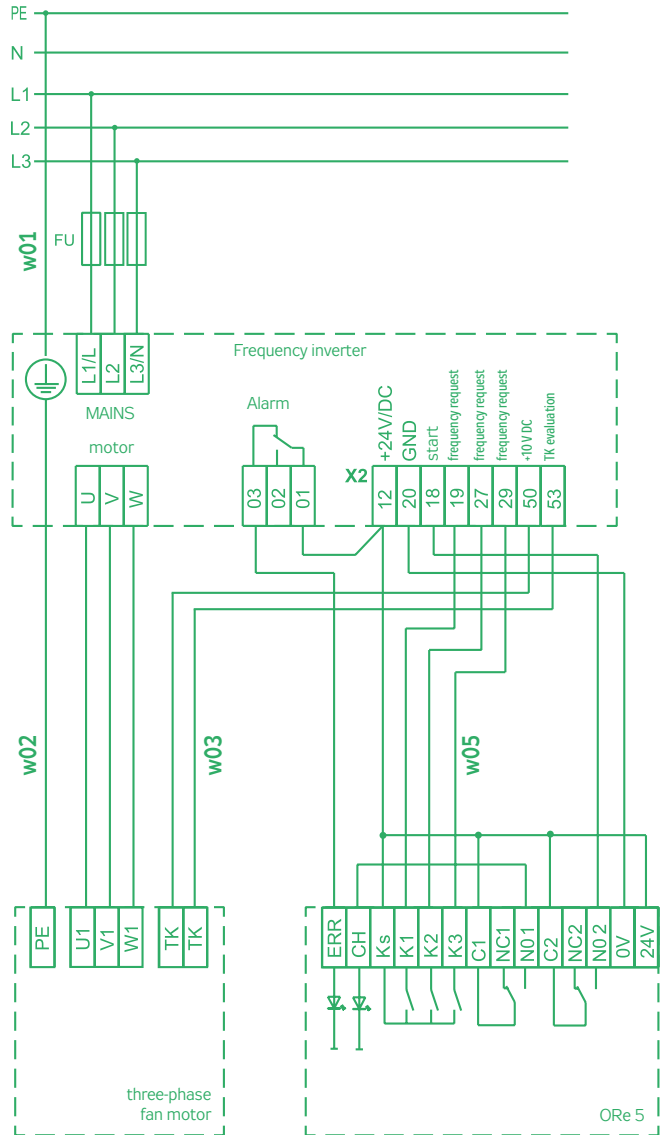 PE
N
L1
L2
L3
FU
w01
L1/L
L2
L3/N
Frequency inverter
MAINS
motor
Alarm
U
V
W
03
02
01
X2
+24V/DC
GND
start
frequency request
frequency request
frequency request
+10 V DC
TK evaluation
12
20
18
19
27
29
50
53
w02
w03
w05
PE
U1
V1
W1
TK
TK
three-phase
fan motor
ERR
CH
Ks
K1
K2
K3
C1
NC1
N0 1
C2
NC2
N0 2
0V
24V
ORe 5